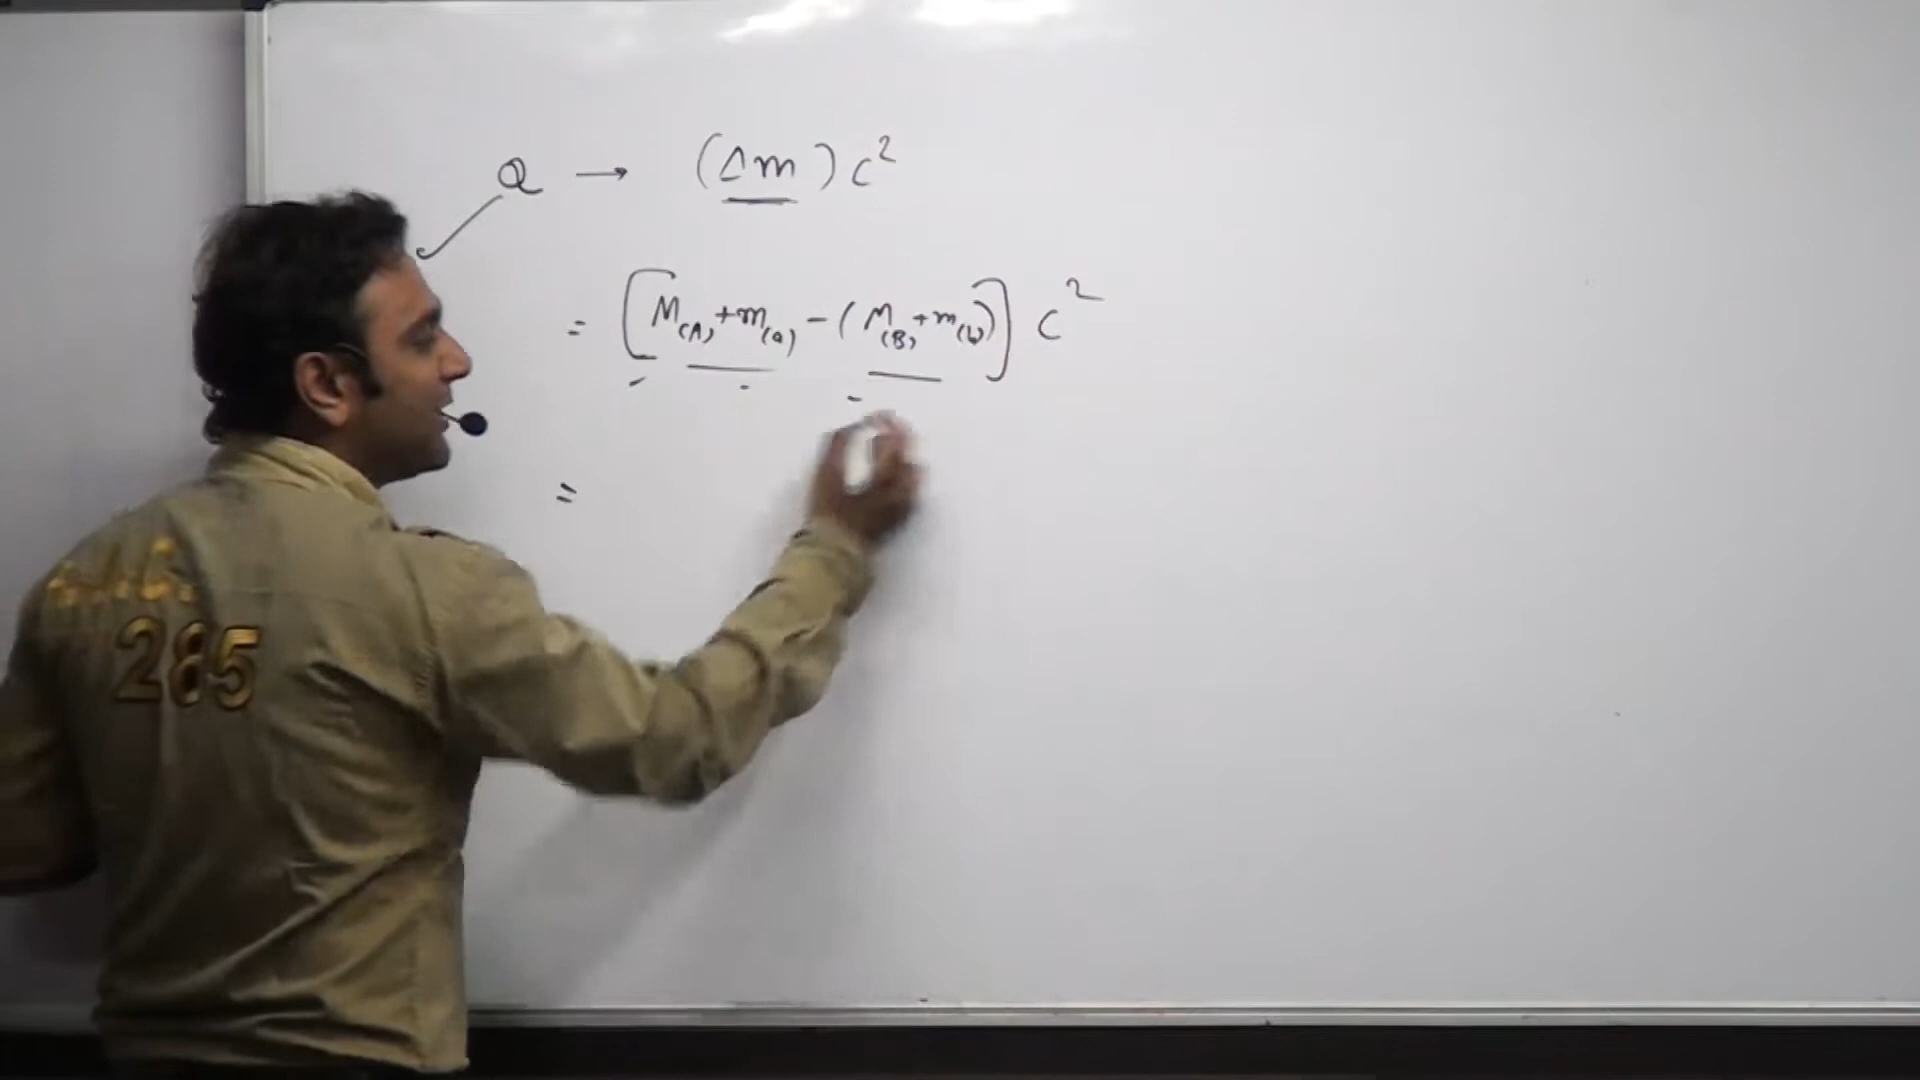 Q → (Δm) c²
= [M(A) + m(a) − (M(B) + m(b))] c²
=
285